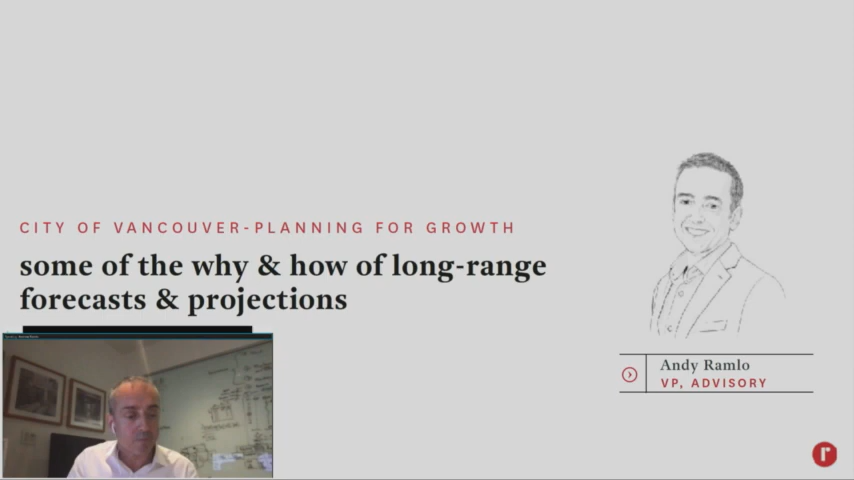 CITY OF VANCOUVER-PLANNING FOR GROWTH
some of the why & how of long-range
forecasts & projections
Andy Ramlo
VP, ADVISORY
r